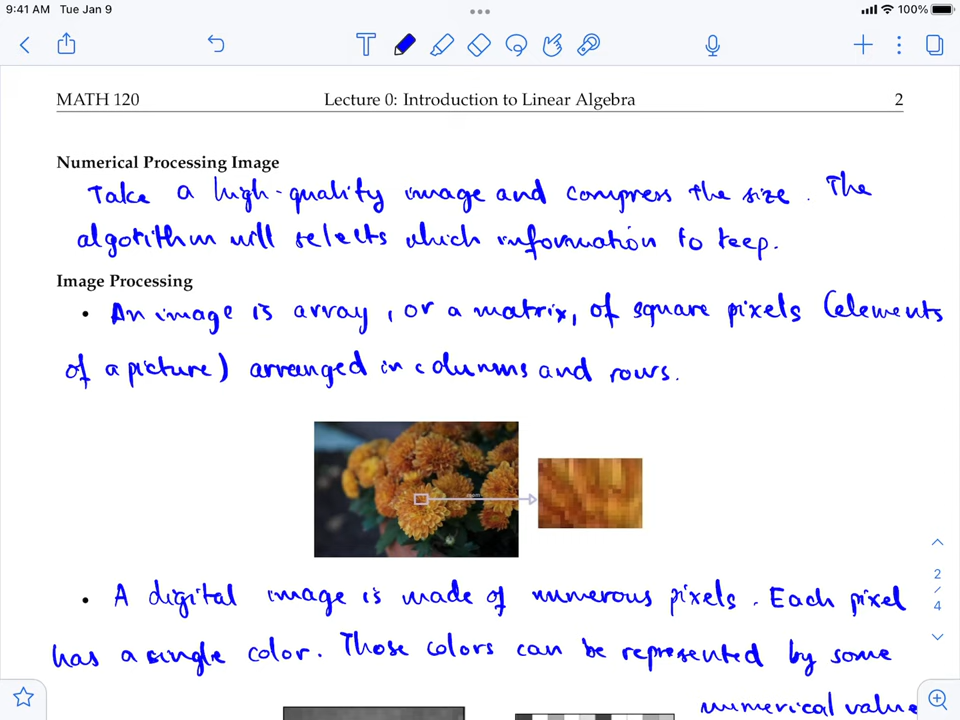 9:41 AM Tue Jan 9 100%
T
MATH 120 Lecture 0: Introduction to Linear Algebra 2
Numerical Processing Image
Take a high-quality image and compress the size. The
algorithm will selects which information to keep.
Image Processing
• An image is array, or a matrix, of square pixels (elements
of a picture) arranged in columns and rows.
• A digital image is made of numerous pixels. Each pixel
has a single color. Those colors can be represented by some
numerical value
2
/
4